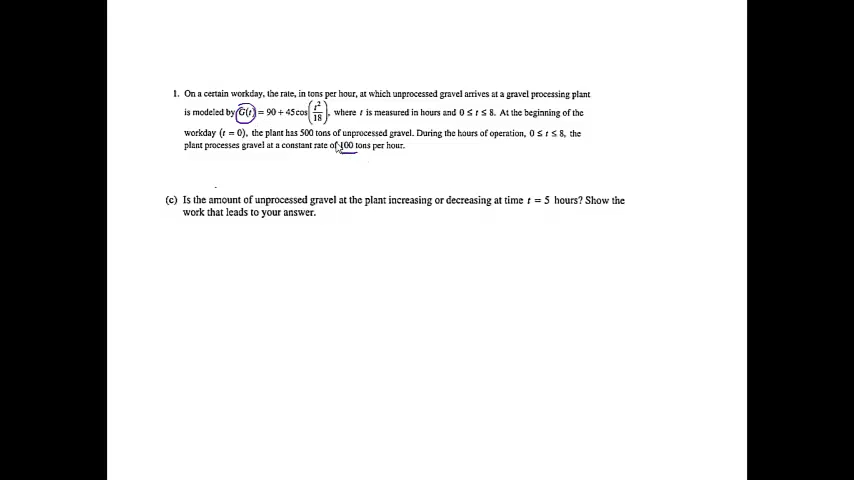 1. On a certain workday, the rate, in tons per hour, at which unprocessed gravel arrives at a gravel processing plant
is modeled by G(t) = 90 + 45cos(t²/18), where t is measured in hours and 0 ≤ t ≤ 8. At the beginning of the
workday (t = 0), the plant has 500 tons of unprocessed gravel. During the hours of operation, 0 ≤ t ≤ 8, the
plant processes gravel at a constant rate of 100 tons per hour.
(c) Is the amount of unprocessed gravel at the plant increasing or decreasing at time t = 5 hours? Show the
work that leads to your answer.